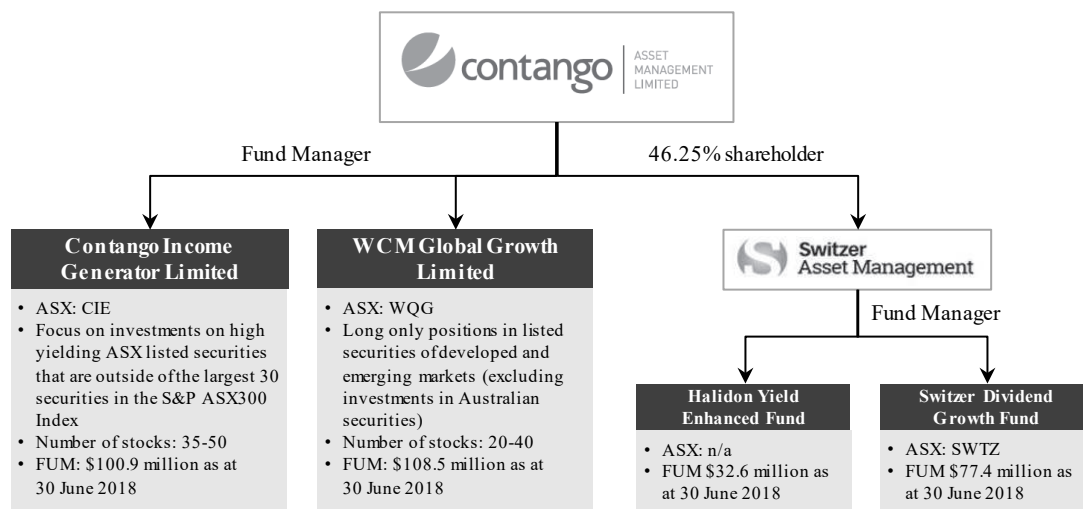 contango
ASSET
MANAGEMENT
LIMITED
Fund Manager
46.25% shareholder
Contango Income
Generator Limited
• ASX: CIE
• Focus on investments on high
yielding ASX listed securities
that are outside of the largest 30
securities in the S&P ASX300
Index
• Number of stocks: 35-50
• FUM: $100.9 million as at
30 June 2018
WCM Global Growth
Limited
• ASX: WQG
• Long only positions in listed
securities of developed and
emerging markets (excluding
investments in Australian
securities)
• Number of stocks: 20-40
• FUM: $108.5 million as at
30 June 2018
Switzer
Asset Management
Fund Manager
Halidon Yield
Enhanced Fund
• ASX: n/a
• FUM $32.6 million as
at 30 June 2018
Switzer Dividend
Growth Fund
• ASX: SWTZ
• FUM $77.4 million as
at 30 June 2018